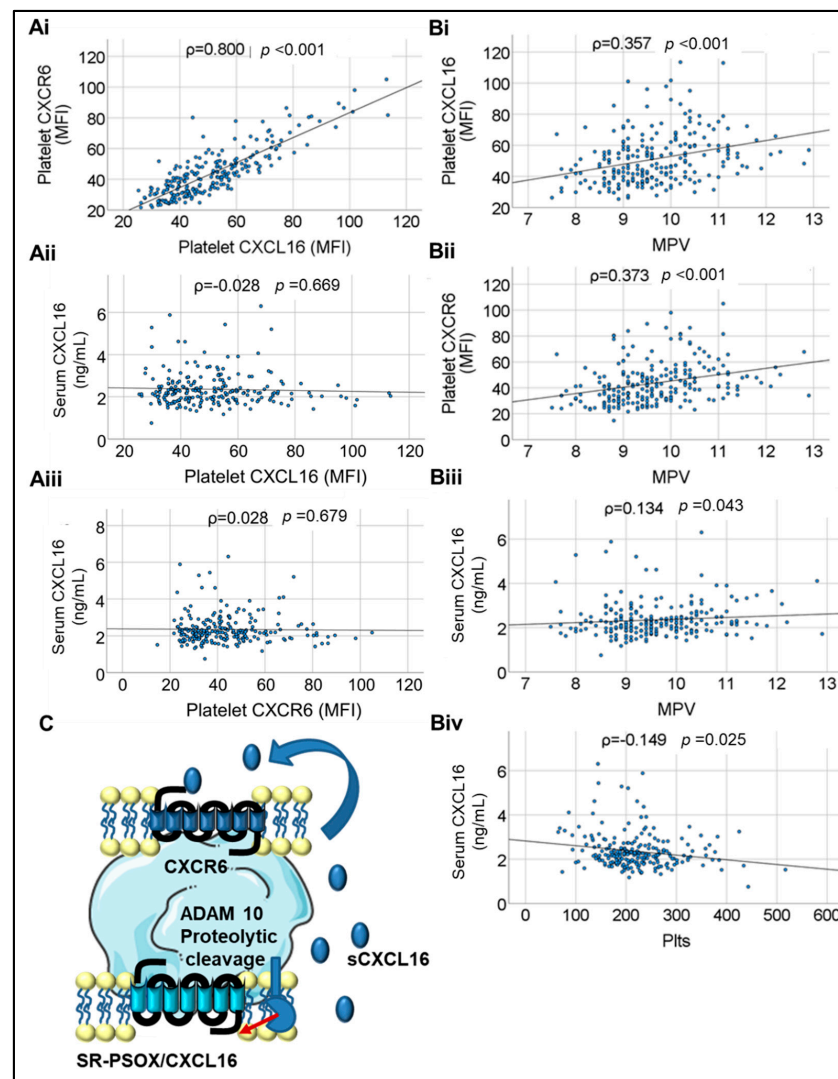 Ai
ρ=0.800 p <0.001
Platelet CXCR6
(MFI)
120
100
80
60
40
20
20 40 60 80 100 120
Platelet CXCL16 (MFI)
Aii
ρ=-0.028 p =0.669
Serum CXCL16
(ng/mL)
6
4
2
0
20 40 60 80 100 120
Platelet CXCL16 (MFI)
Aiii
ρ=0.028 p =0.679
Serum CXCL16
(ng/mL)
8
6
4
2
0
0 20 40 60 80 100 120
Platelet CXCR6 (MFI)
C
CXCR6
ADAM 10
Proteolytic
cleavage
sCXCL16
SR-PSOX/CXCL16
Bi
ρ=0.357 p <0.001
Platelet CXCL16
(MFI)
120
100
80
60
40
20
7 8 9 10 11 12 13
MPV
Bii
ρ=0.373 p <0.001
Platelet CXCR6
(MFI)
120
100
80
60
40
20
0
7 8 9 10 11 12 13
MPV
Biii
ρ=0.134 p =0.043
Serum CXCL16
(ng/mL)
6
4
2
0
7 8 9 10 11 12 13
MPV
Biv
ρ=-0.149 p =0.025
Serum CXCL16
(ng/mL)
6
4
2
0
0 100 200 300 400 500 600
Plts